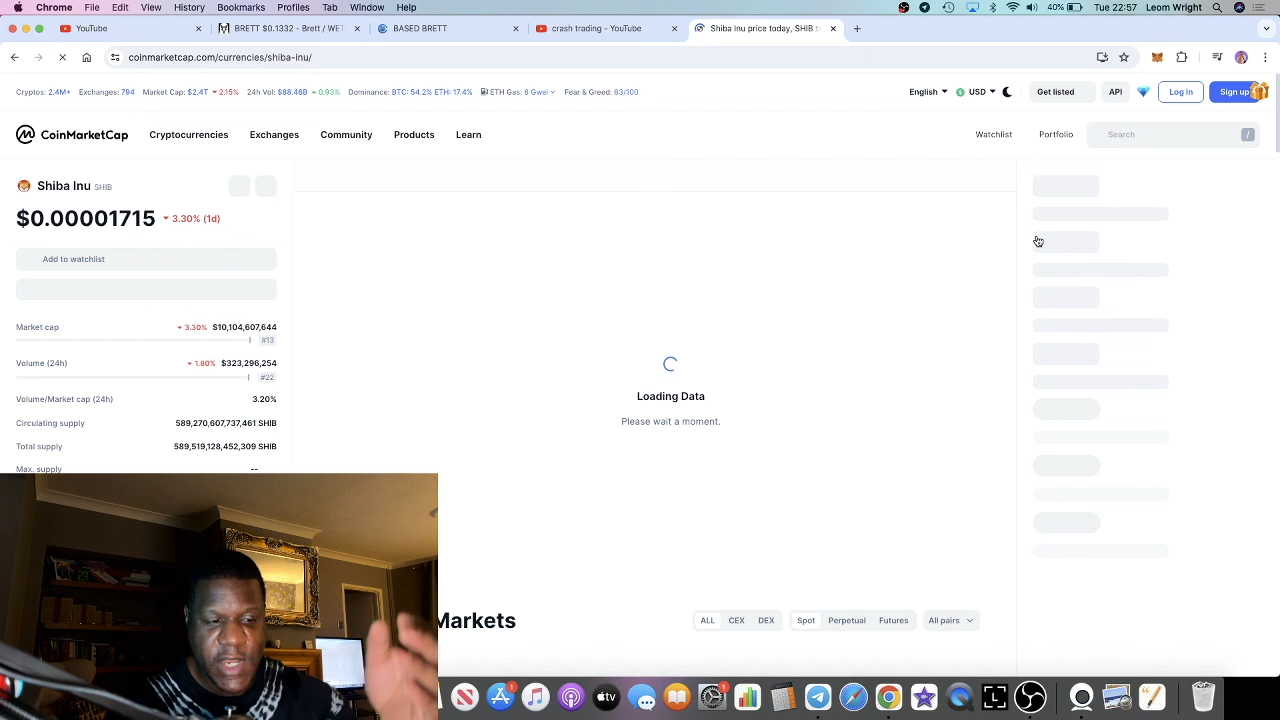 Chrome File Edit View History Bookmarks Profiles Tab Window Help 40% Tue 22:57 Leom Wright
YouTube BRETT $0.1332 - Brett / WET BASED BRETT crash trading - YouTube Shiba Inu price today, SHIB to
coinmarketcap.com/currencies/shiba-inu/
Cryptos: 2.4M+ Exchanges: 794 Market Cap: $2.4T 2.15% 24h Vol: $88.46B 0.93% Dominance: BTC: 54.2% ETH: 17.4% ETH Gas: 6 Gwei Fear & Greed: 63/100 English USD Get listed API Log In Sign up
CoinMarketCap Cryptocurrencies Exchanges Community Products Learn Watchlist Portfolio Search /
Shiba Inu SHIB
$0.00001715 3.30% (1d)
Add to watchlist
Market cap 3.30% $10,104,607,644
#13
Volume (24h) 1.80% $323,296,254
#22
Volume/Market cap (24h) 3.20%
Circulating supply 589,270,607,737,461 SHIB
Total supply 589,519,128,452,309 SHIB
Max. supply --
Loading Data
Please wait a moment.
Markets ALL CEX DEX Spot Perpetual Futures All pairs